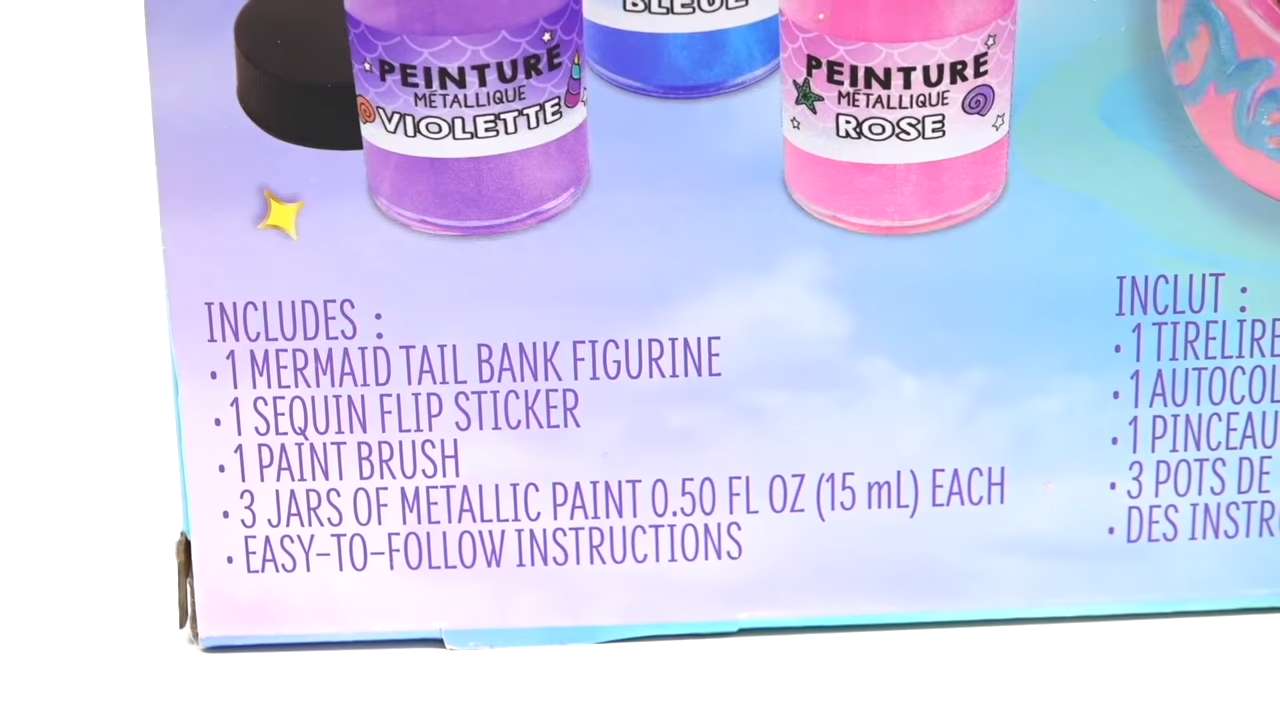 BLEUE
PEINTURE
MÉTALLIQUE
VIOLETTE
PEINTURE
MÉTALLIQUE
ROSE
INCLUDES :
• 1 MERMAID TAIL BANK FIGURINE
• 1 SEQUIN FLIP STICKER
• 1 PAINT BRUSH
• 3 JARS OF METALLIC PAINT 0.50 FL OZ (15 mL) EACH
• EASY-TO-FOLLOW INSTRUCTIONS
INCLUT :
• 1 TIRELIRE
• 1
• 1 PINCEAU
• 3 POTS DE
• DES